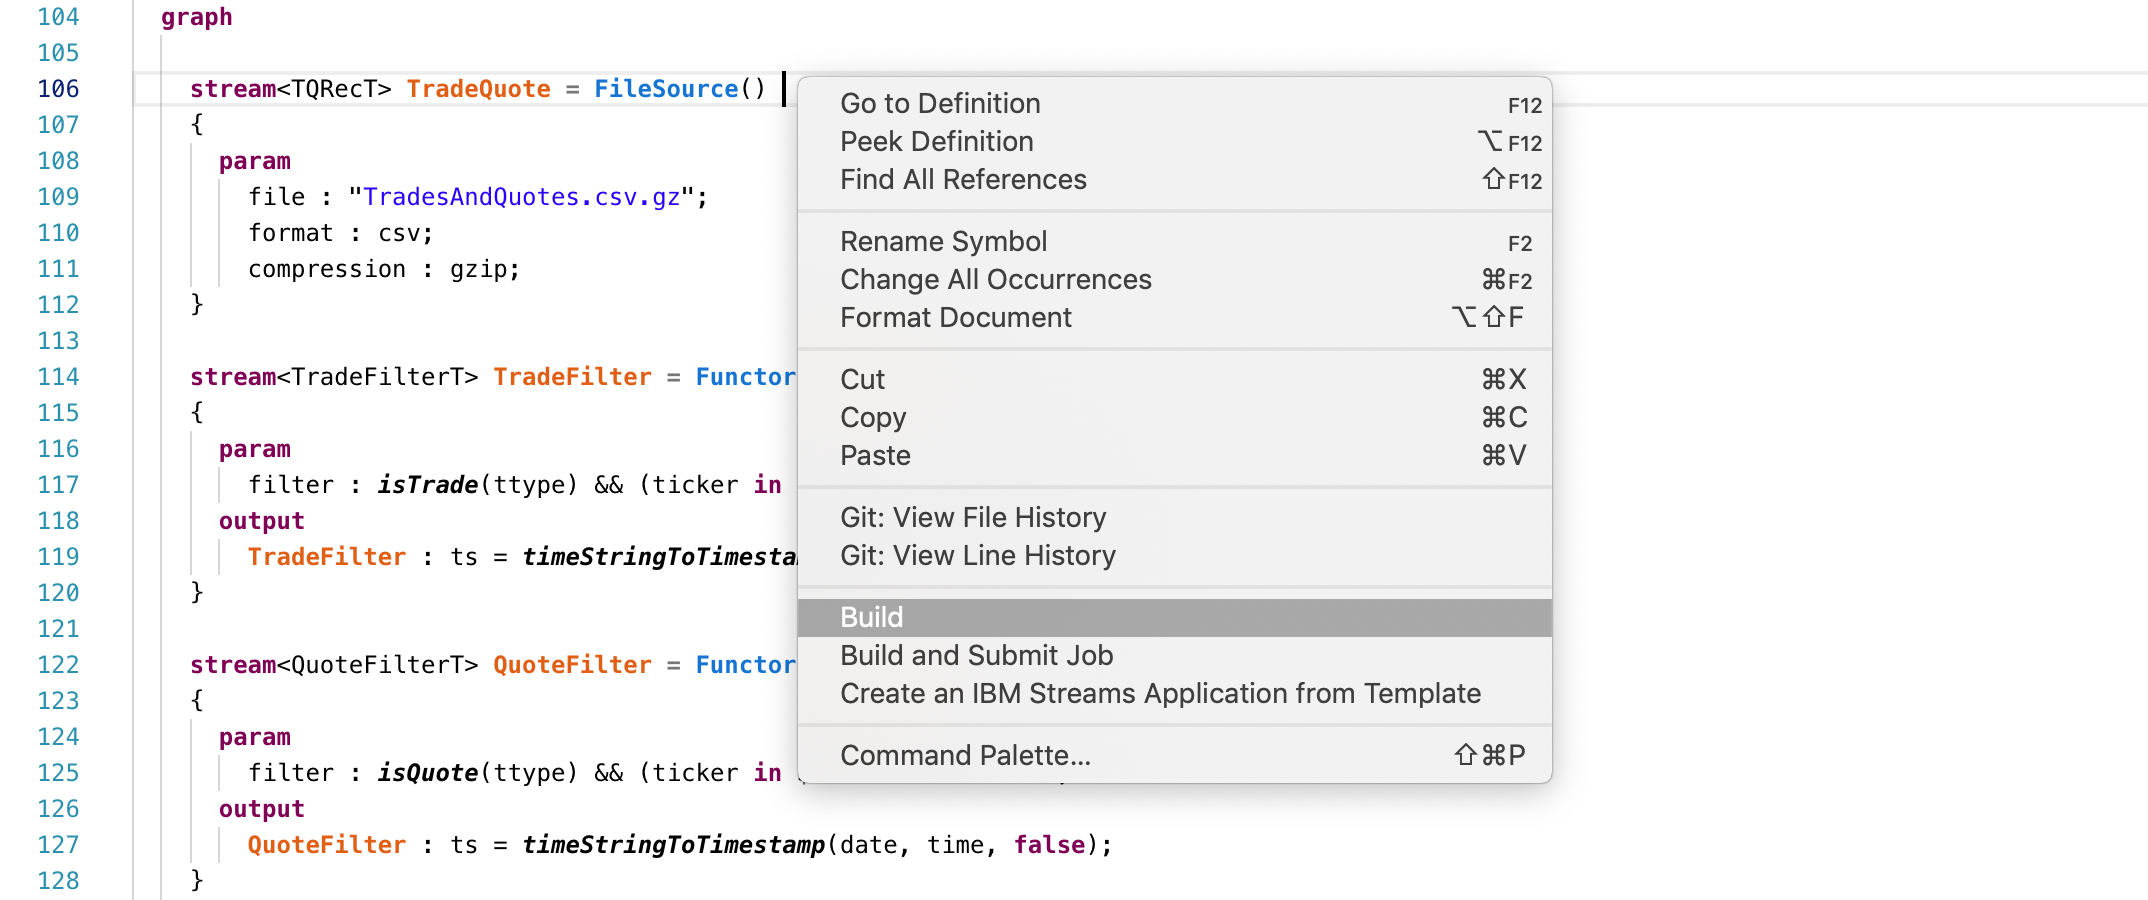 104 graph
105
106 stream<TQRecT> TradeQuote = FileSource()
107 {
108 param
109 file : "TradesAndQuotes.csv.gz";
110 format : csv;
111 compression : gzip;
112 }
113
114 stream<TradeFilterT> TradeFilter = Functor
115 {
116 param
117 filter : isTrade(ttype) && (ticker in
118 output
119 TradeFilter : ts = timeStringToTimesta
120 }
121
122 stream<QuoteFilterT> QuoteFilter = Functor
123 {
124 param
125 filter : isQuote(ttype) && (ticker in
126 output
127 QuoteFilter : ts = timeStringToTimestamp(date, time, false);
128 }
Go to Definition F12
Peek Definition ⌥F12
Find All References ⇧F12
Rename Symbol F2
Change All Occurrences ⌘F2
Format Document ⌥⇧F
Cut ⌘X
Copy ⌘C
Paste ⌘V
Git: View File History
Git: View Line History
Build
Build and Submit Job
Create an IBM Streams Application from Template
Command Palette... ⇧⌘P